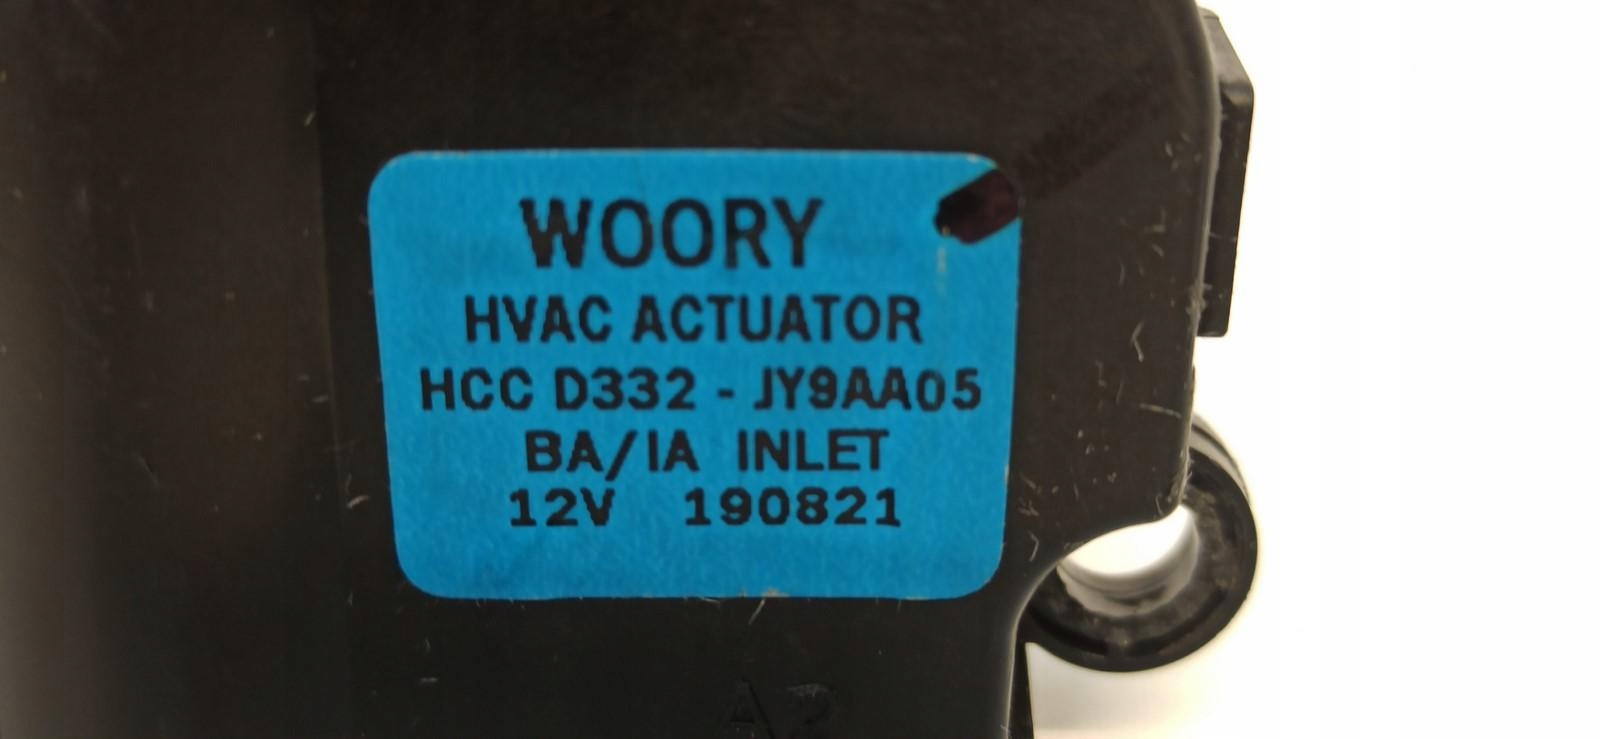 WOORY
HVAC ACTUATOR
HCC D332 - JY9AA05
BA/IA INLET
12V 190821